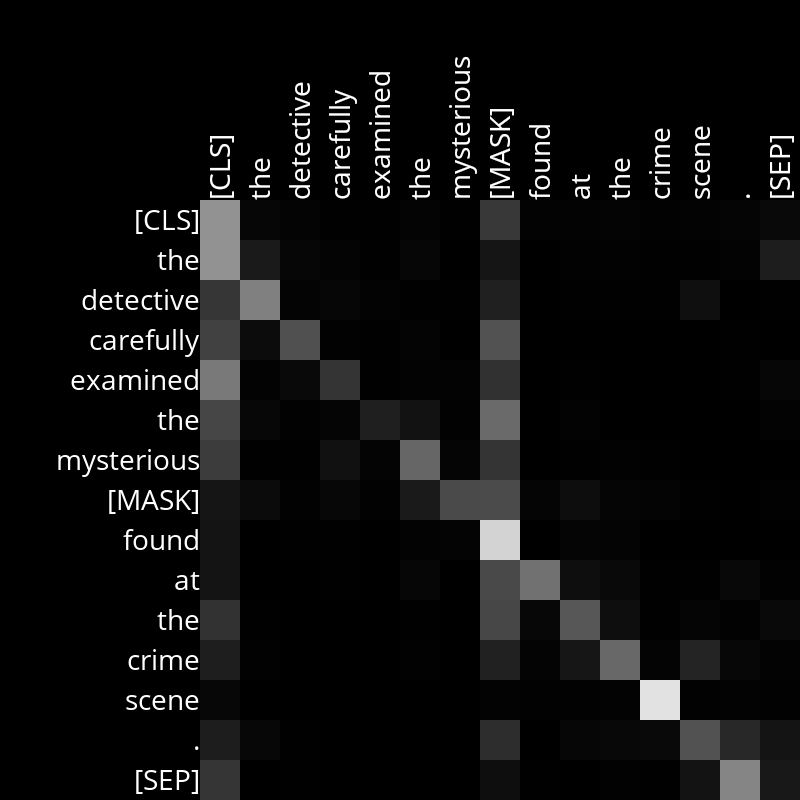 [CLS]
the
detective
carefully
examined
the
mysterious
[MASK]
found
at
the
crime
scene
.
[SEP]
[CLS]
the
detective
carefully
examined
the
mysterious
[MASK]
found
at
the
crime
scene
.
[SEP]